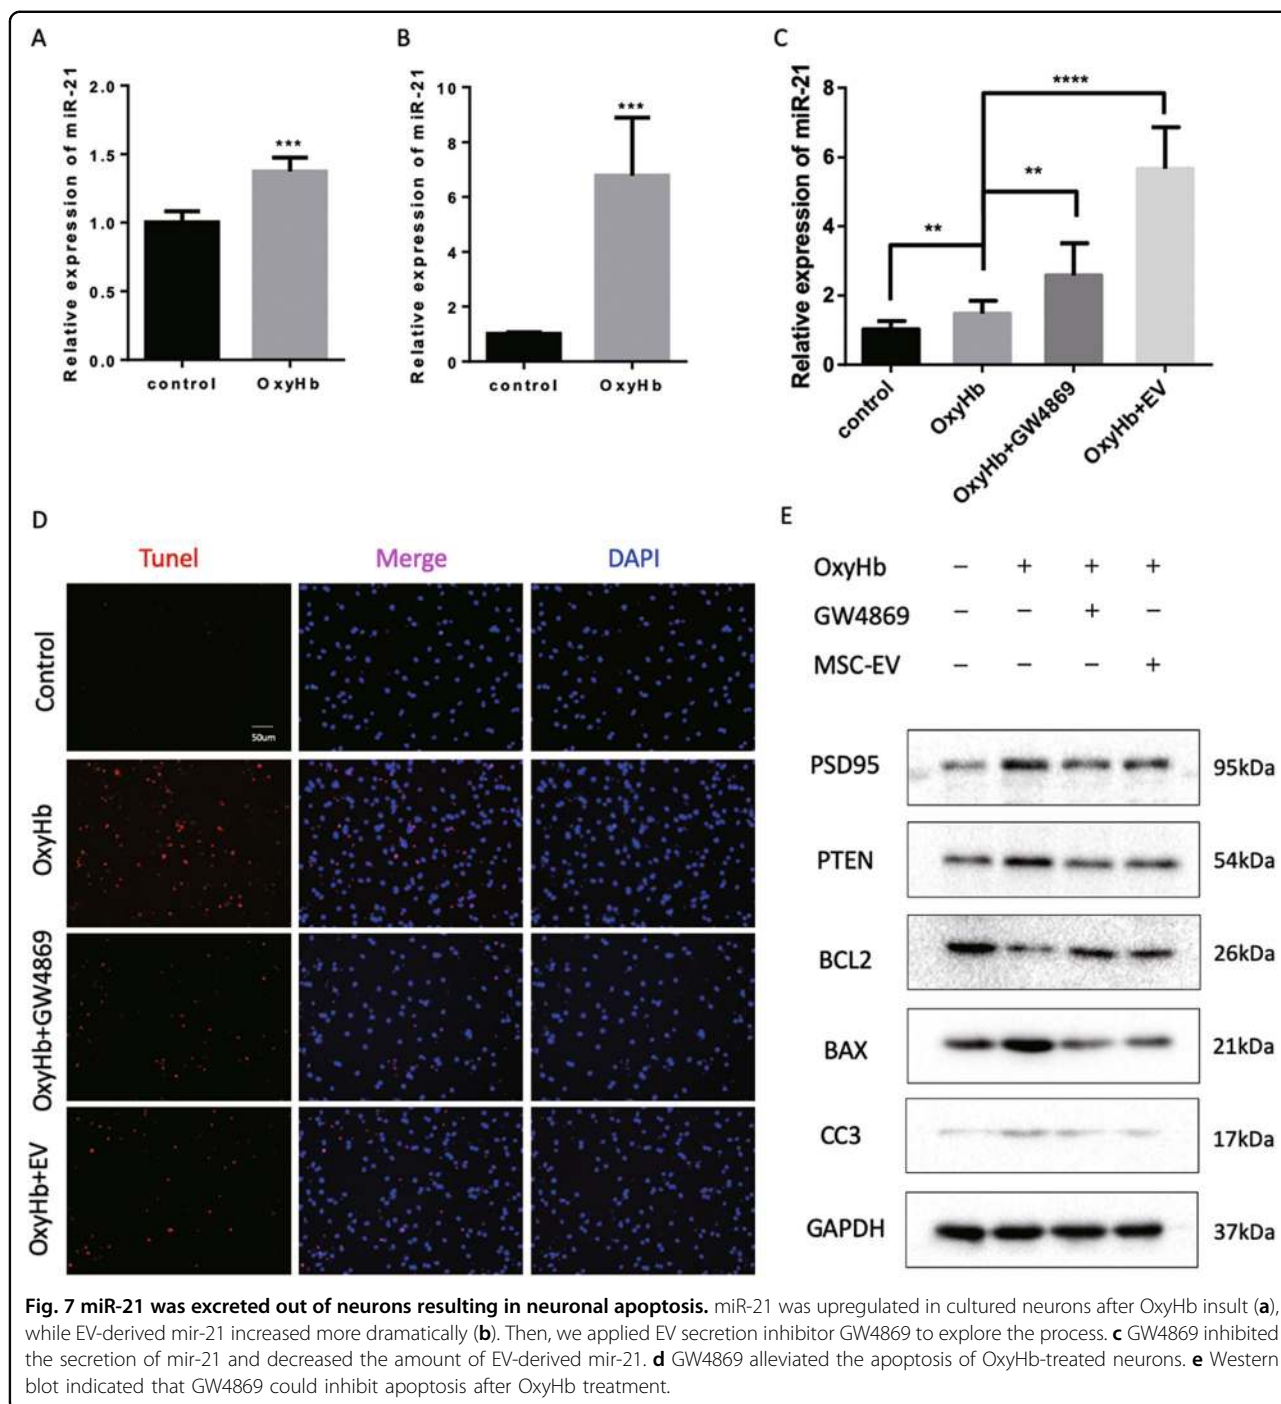 A
Relative expression of miR-21
2.0
1.5
1.0
0.5
0.0
***
control
OxyHb
B
Relative expression of miR-21
10
8
6
4
2
0
***
control
OxyHb
C
Relative expression of miR-21
8
6
4
2
0
****
**
**
control
OxyHb
OxyHb+GW4869
OxyHb+EV
D
Tunel Merge DAPI
Control
50um
OxyHb
OxyHb+GW4869
OxyHb+EV
E
OxyHb – + + +
GW4869 – – + –
MSC-EV – – – +
PSD95 95kDa
PTEN 54kDa
BCL2 26kDa
BAX 21kDa
CC3 17kDa
GAPDH 37kDa
Fig. 7 miR-21 was excreted out of neurons resulting in neuronal apoptosis. miR-21 was upregulated in cultured neurons after OxyHb insult (a),
while EV-derived mir-21 increased more dramatically (b). Then, we applied EV secretion inhibitor GW4869 to explore the process. c GW4869 inhibited
the secretion of mir-21 and decreased the amount of EV-derived mir-21. d GW4869 alleviated the apoptosis of OxyHb-treated neurons. e Western
blot indicated that GW4869 could inhibit apoptosis after OxyHb treatment.